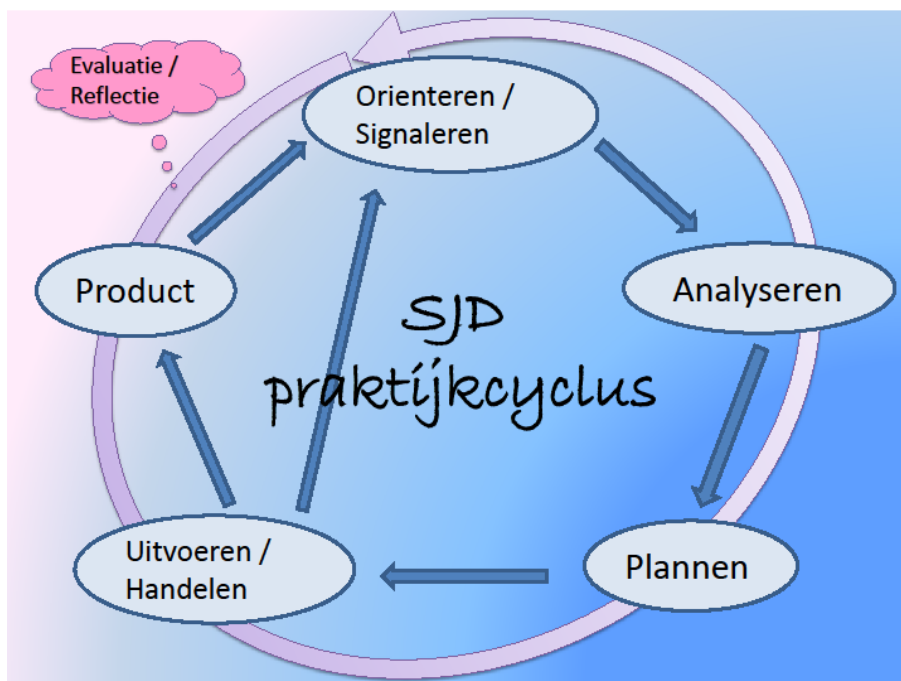 Evaluatie /
Reflectie
Orienteren /
Signaleren
Product
Analyseren
SJD
praktijkcyclus
Uitvoeren /
Handelen
Plannen